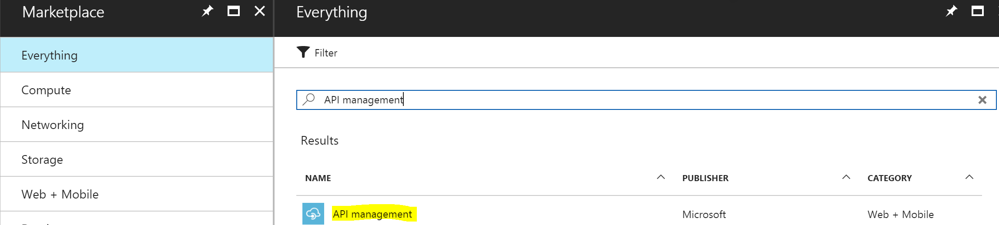 Marketplace
Everything
Compute
Networking
Storage
Web + Mobile
Everything
Filter
API management
Results
NAME PUBLISHER CATEGORY
API management Microsoft Web + Mobile